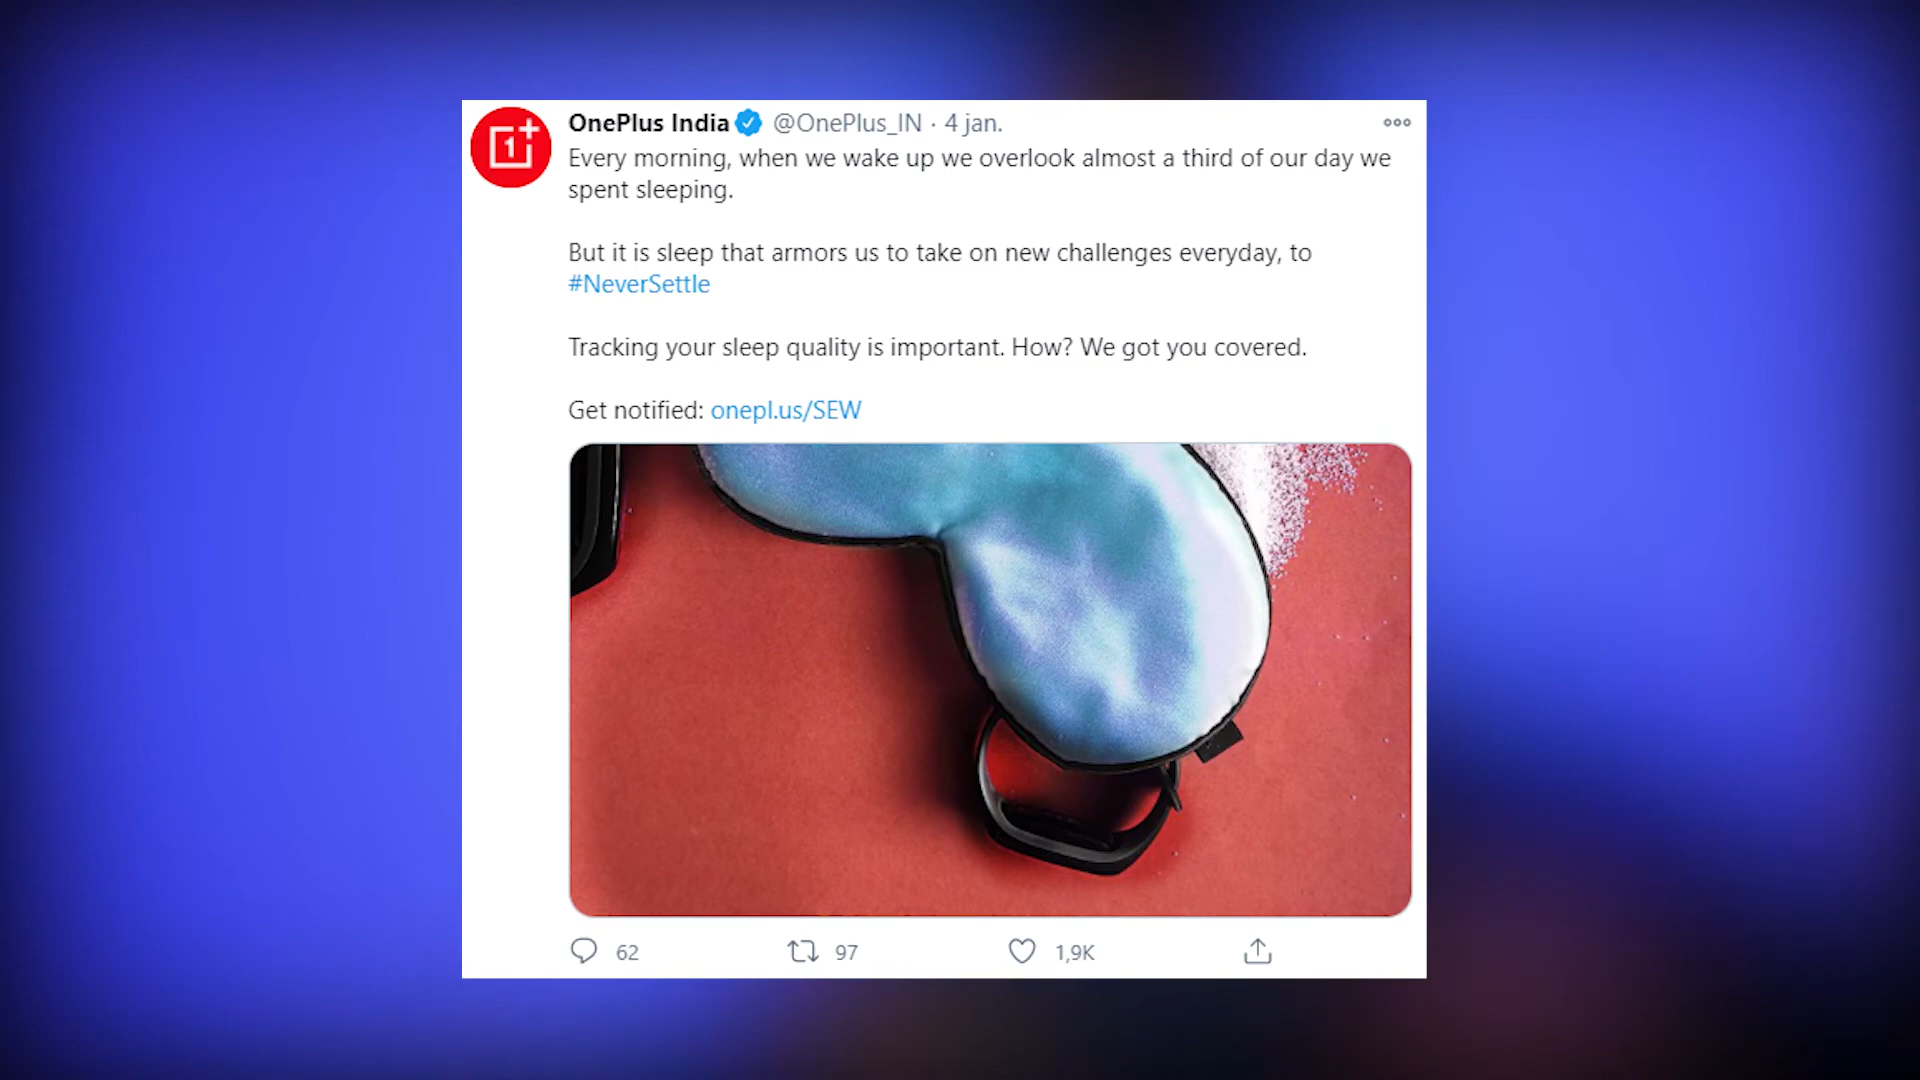 OnePlus India @OnePlus_IN · 4 jan.
Every morning, when we wake up we overlook almost a third of our day we
spent sleeping.
But it is sleep that armors us to take on new challenges everyday, to
#NeverSettle
Tracking your sleep quality is important. How? We got you covered.
Get notified: onepl.us/SEW
62 97 1,9K